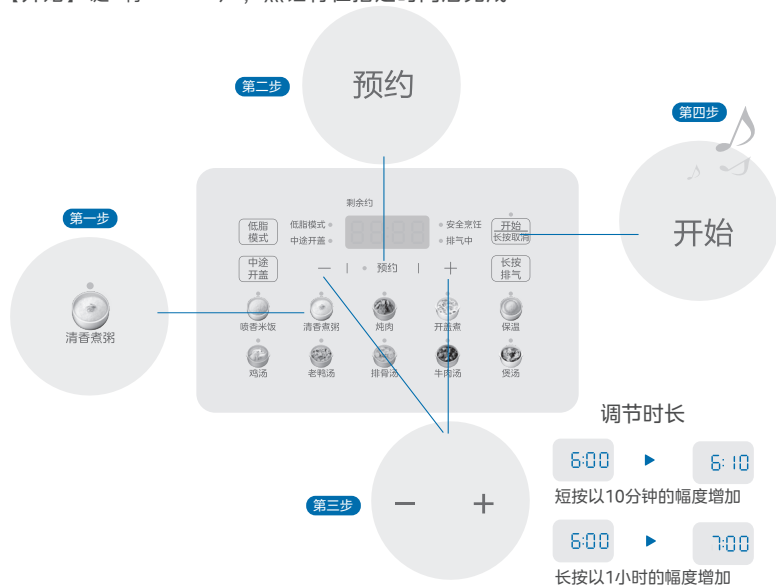 第二步
预约
第四步
开始
第一步
清香煮粥
剩余约
低脂
模式
低脂模式
中途开盖
安全烹饪
排气中
开始
长按取消
中途
开盖
— | 预约 | +
长按
排气
喷香米饭 清香煮粥 炖肉 开盖煮 保温
鸡汤 老鸭汤 排骨汤 牛肉汤 煲汤
第三步
— +
调节时长
6:00 ▶ 6:10
短按以10分钟的幅度增加
6:00 ▶ 7:00
长按以1小时的幅度增加